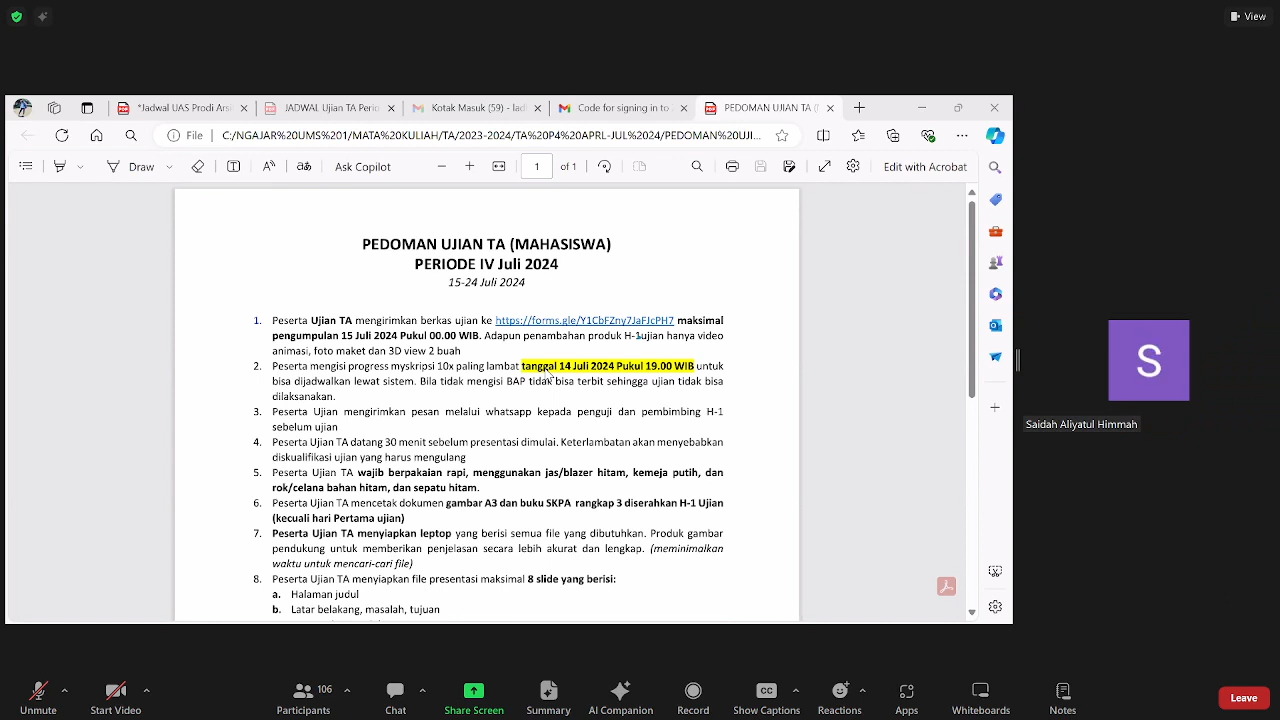 View
*Jadwal UAS Prodi Arsi
JADWAL Ujian TA Perio
Kotak Masuk (59) - lads
Code for signing in to
PEDOMAN UJIAN TA (
File
C:/NGAJAR%20UMS%201/MATA%20KULIAH/TA/2023-2024/TA%20P4%20APRL-JUL%2024/PEDOMAN%20UJI...
Draw
Ask Copilot
1
of 1
Edit with Acrobat
PEDOMAN UJIAN TA (MAHASISWA)
PERIODE IV Juli 2024
15-24 Juli 2024
1. Peserta Ujian TA mengirimkan berkas ujian ke https://forms.gle/Y1CbFZny7JaFJcPH7 maksimal
pengumpulan 15 Juli 2024 Pukul 00.00 WIB. Adapun penambahan produk H-1 ujian hanya video
animasi, foto maket dan 3D view 2 buah
2. Peserta mengisi progress myskripsi 10x paling lambat tanggal 14 Juli 2024 Pukul 19.00 WIB untuk
bisa dijadwalkan lewat sistem. Bila tidak mengisi BAP tidak bisa terbit sehingga ujian tidak bisa
dilaksanakan.
3. Peserta Ujian mengirimkan pesan melalui whatsapp kepada penguji dan pembimbing H-1
sebelum ujian
4. Peserta Ujian TA datang 30 menit sebelum presentasi dimulai. Keterlambatan akan menyebabkan
diskualifikasi ujian yang harus mengulang
5. Peserta Ujian TA wajib berpakaian rapi, menggunakan jas/blazer hitam, kemeja putih, dan
rok/celana bahan hitam, dan sepatu hitam.
6. Peserta Ujian TA mencetak dokumen gambar A3 dan buku SKPA rangkap 3 diserahkan H-1 Ujian
(kecuali hari Pertama ujian)
7. Peserta Ujian TA menyiapkan leptop yang berisi semua file yang dibutuhkan. Produk gambar
pendukung untuk memberikan penjelasan secara lebih akurat dan lengkap. (meminimalkan
waktu untuk mencari-cari file)
8. Peserta Ujian TA menyiapkan file presentasi maksimal 8 slide yang berisi:
a. Halaman judul
b. Latar belakang, masalah, tujuan
S
Saidah Aliyatul Himmah
Unmute
Start Video
Participants
106
Chat
Share Screen
Summary
AI Companion
Record
Show Captions
Reactions
Apps
Whiteboards
Notes
Leave